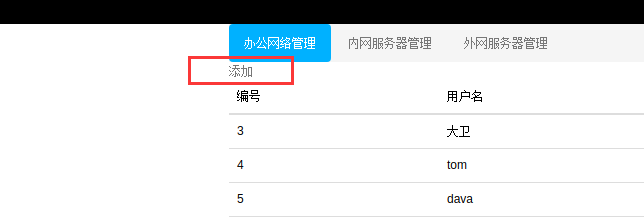 办公网络管理 内网服务器管理 外网服务器管理
添加
编号 用户名
3 大卫
4 tom
5 dava